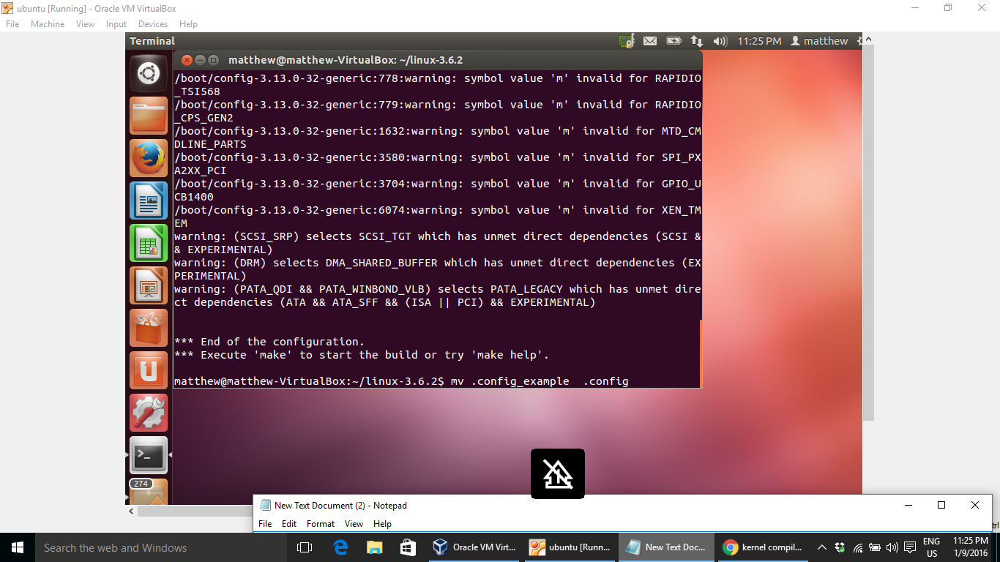 ubuntu [Running] - Oracle VM VirtualBox
File Machine View Input Devices Help
Terminal 11:25 PM matthew
matthew@matthew-VirtualBox: ~/linux-3.6.2
/boot/config-3.13.0-32-generic:778:warning: symbol value 'm' invalid for RAPIDIO
_TSI568
/boot/config-3.13.0-32-generic:779:warning: symbol value 'm' invalid for RAPIDIO
_CPS_GEN2
/boot/config-3.13.0-32-generic:1632:warning: symbol value 'm' invalid for MTD_CM
DLINE_PARTS
/boot/config-3.13.0-32-generic:3580:warning: symbol value 'm' invalid for SPI_PX
A2XX_PCI
/boot/config-3.13.0-32-generic:3704:warning: symbol value 'm' invalid for GPIO_U
CB1400
/boot/config-3.13.0-32-generic:6074:warning: symbol value 'm' invalid for XEN_TM
EM
warning: (SCSI_SRP) selects SCSI_TGT which has unmet direct dependencies (SCSI &
& EXPERIMENTAL)
warning: (DRM) selects DMA_SHARED_BUFFER which has unmet direct dependencies (EX
PERIMENTAL)
warning: (PATA_QDI && PATA_WINBOND_VLB) selects PATA_LEGACY which has unmet dire
ct dependencies (ATA && ATA_SFF && (ISA || PCI) && EXPERIMENTAL)
*** End of the configuration.
*** Execute 'make' to start the build or try 'make help'.
matthew@matthew-VirtualBox:~/linux-3.6.2$ mv .config_example  .config
274
New Text Document (2) - Notepad
File Edit Format View Help
Search the web and Windows
Oracle VM Virt...
ubuntu [Runn...
New Text Doc...
kernel compil...
ENG
US
11:25 PM
1/9/2016